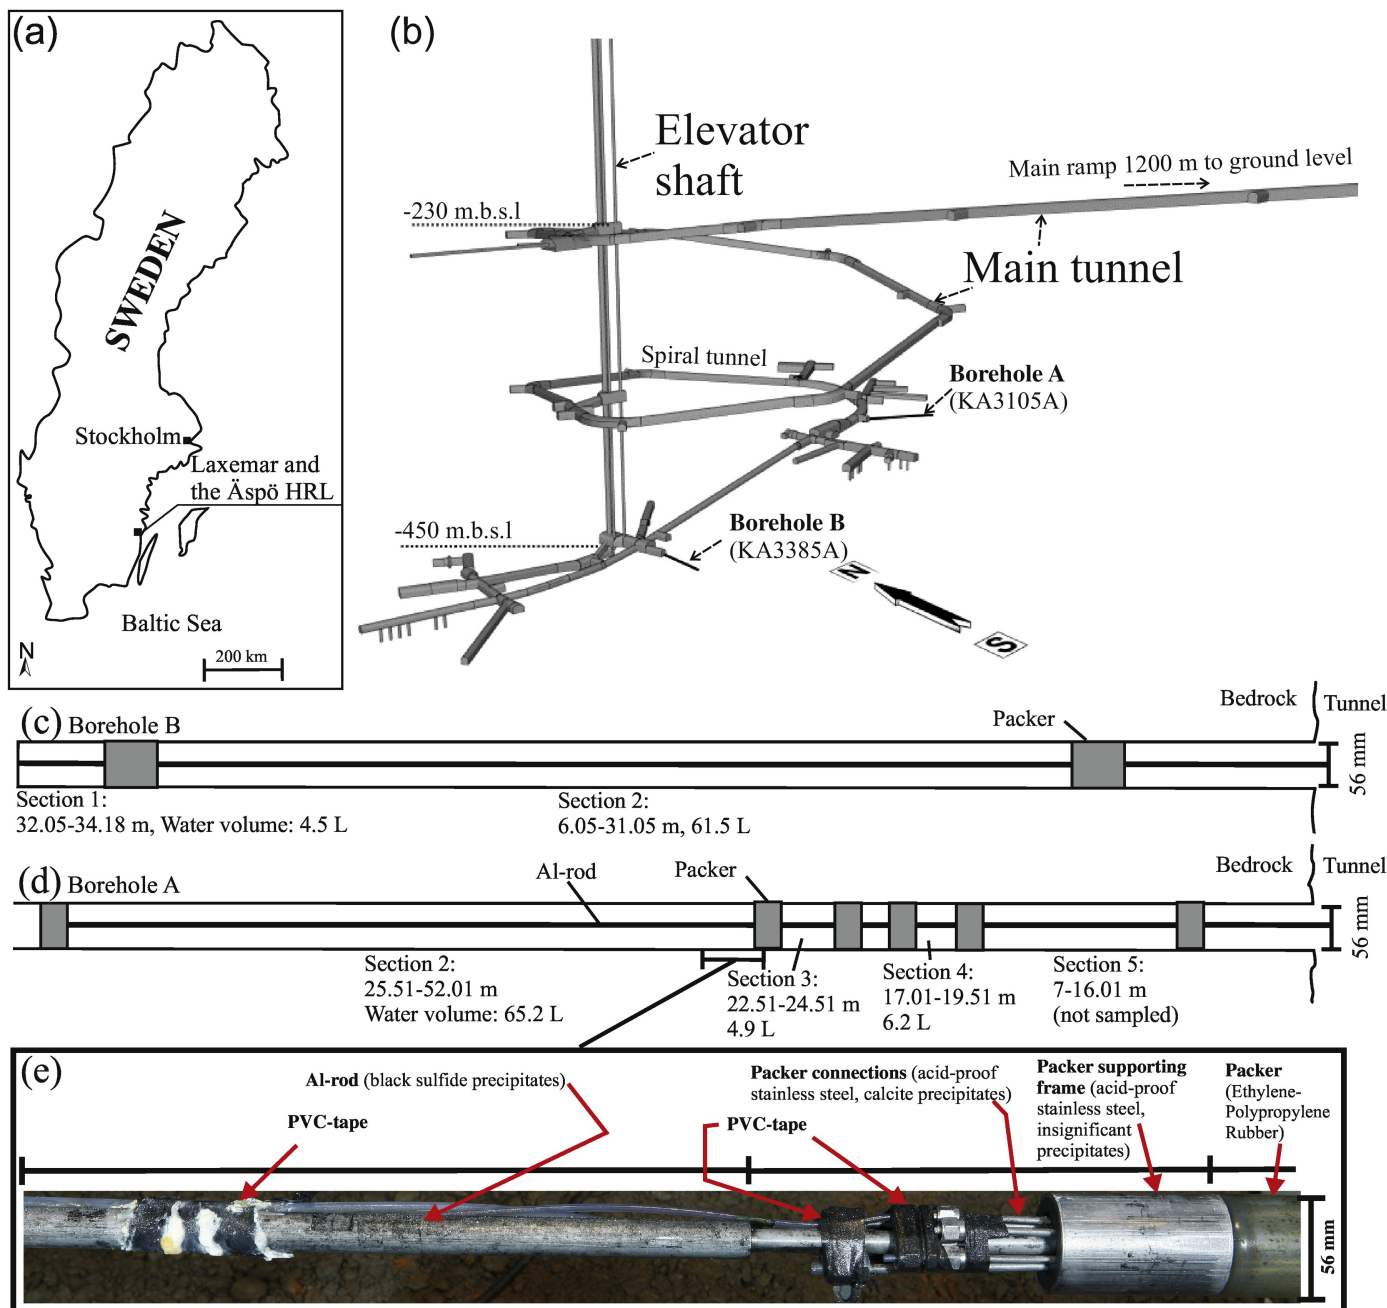 (a)
SWEDEN
Stockholm
Laxemar and
the Äspö HRL
Baltic Sea
N
200 km
(b)
Elevator
shaft
Main ramp 1200 m to ground level
-230 m.b.s.l
Main tunnel
Spiral tunnel
Borehole A
(KA3105A)
Borehole B
(KA3385A)
-450 m.b.s.l
N
S
(c) Borehole B
Packer
Bedrock
Tunnel
56 mm
Section 1:
32.05-34.18 m, Water volume: 4.5 L
Section 2:
6.05-31.05 m, 61.5 L
(d) Borehole A
Al-rod
Packer
Bedrock
Tunnel
56 mm
Section 2:
25.51-52.01 m
Water volume: 65.2 L
Section 3:
22.51-24.51 m
4.9 L
Section 4:
17.01-19.51 m
6.2 L
Section 5:
7-16.01 m
(not sampled)
(e)
Al-rod (black sulfide precipitates)
PVC-tape
Packer connections (acid-proof
stainless steel, calcite precipitates)
PVC-tape
Packer supporting
frame (acid-proof
stainless steel,
insignificant
precipitates)
Packer
(Ethylene-
Polypropylene
Rubber)
56 mm